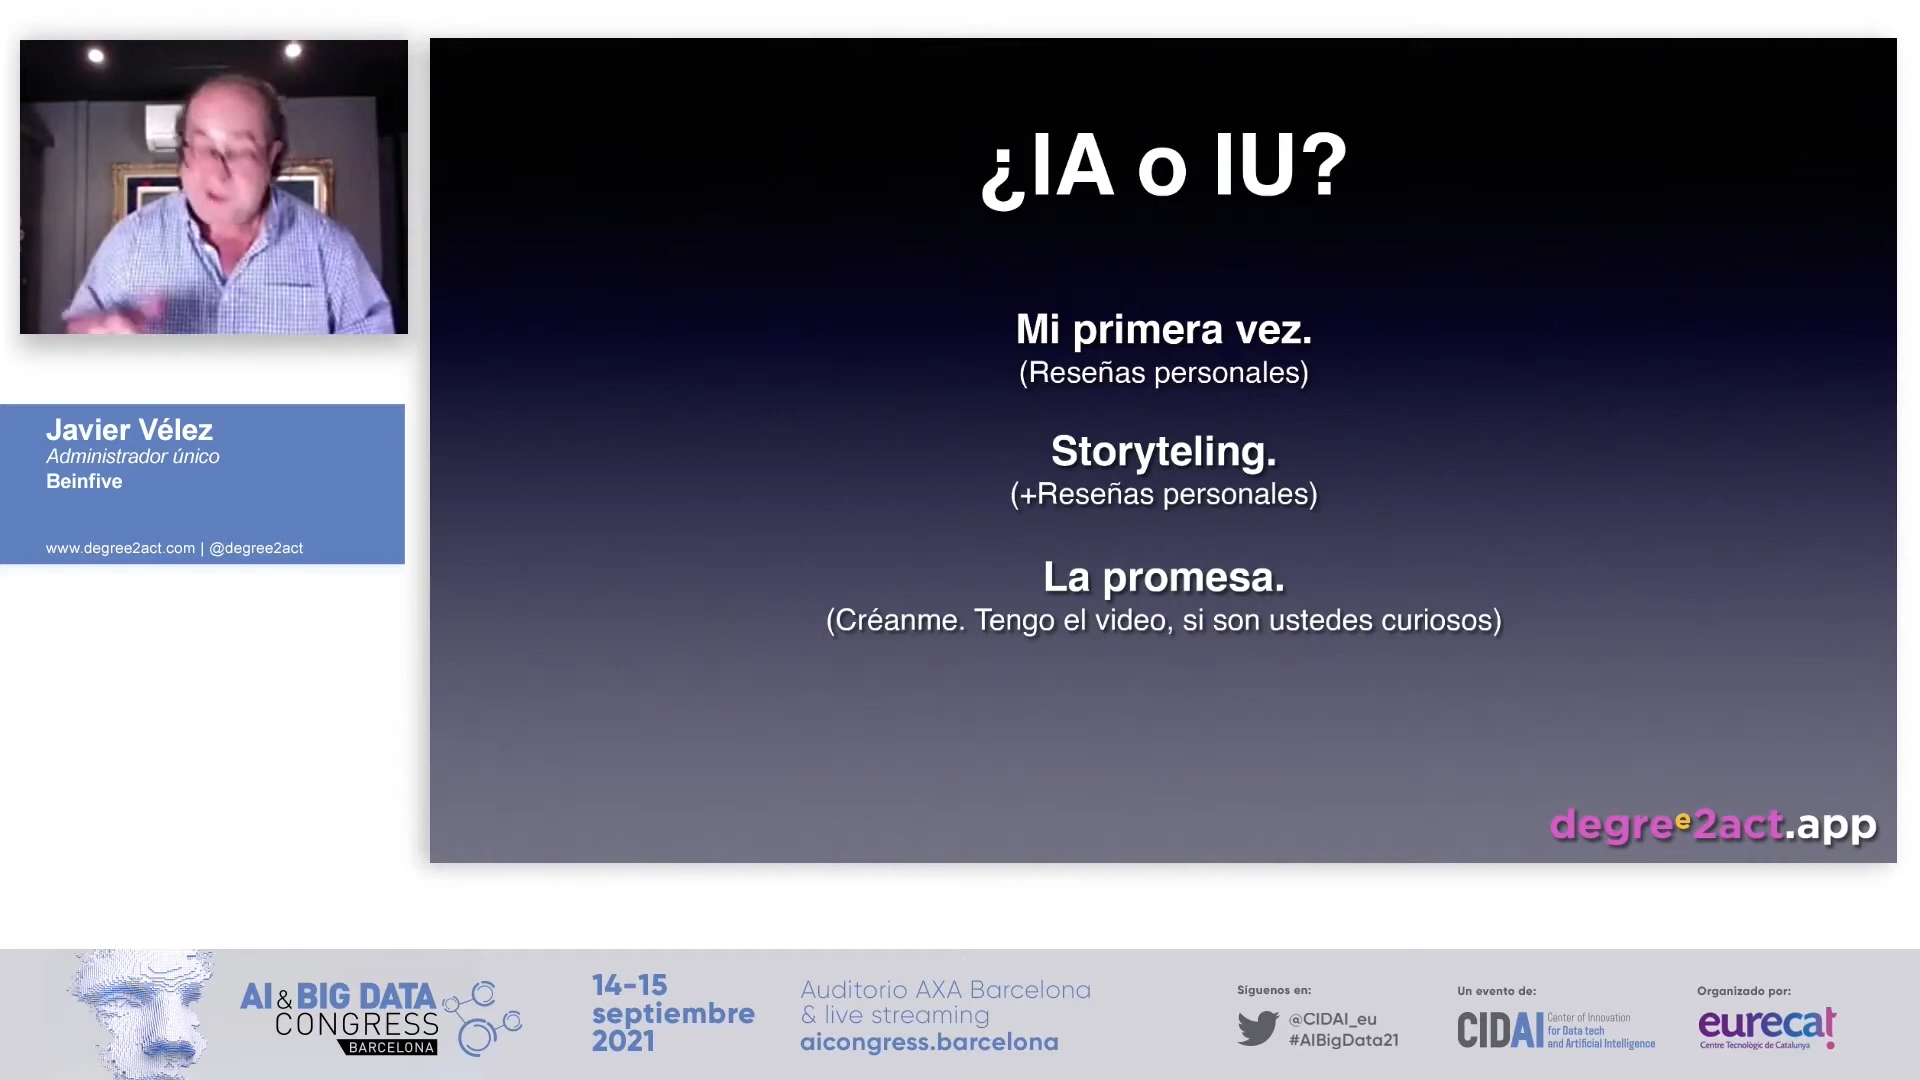 ¿IA o IU?
Mi primera vez.
(Reseñas personales)
Storyteling.
(+Reseñas personales)
La promesa.
(Créanme. Tengo el video, si son ustedes curiosos)
degree2act.app
Javier Vélez
Administrador único
Beinfive
www.degree2act.com | @degree2act
AI & BIG DATA
CONGRESS
BARCELONA
14-15
septiembre
2021
Auditorio AXA Barcelona
& live streaming
aicongress.barcelona
Síguenos en:
@CIDAI_eu
#AIBigData21
Un evento de:
CIDAI
Center of Innovation
for Data tech
and Artificial Intelligence
Organizado por:
eurecat
Centre Tecnològic de Catalunya